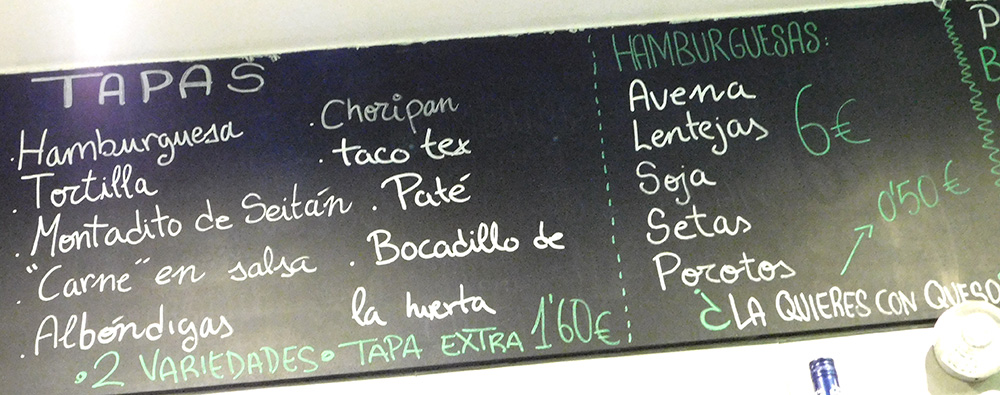 TAPAS
. Hamburguesa
. Tortilla
. Montadito de Seitán
. "Carne" en salsa
. Albóndigas
. Choripan
. taco tex
. Paté
. Bocadillo de
la huerta
. 2 VARIEDADES . TAPA EXTRA 1'60€
HAMBURGUESAS:
Avena
Lentejas
Soja
Setas
Porotos
6€
0'50€
¿LA QUIERES CON QUESO
P
B